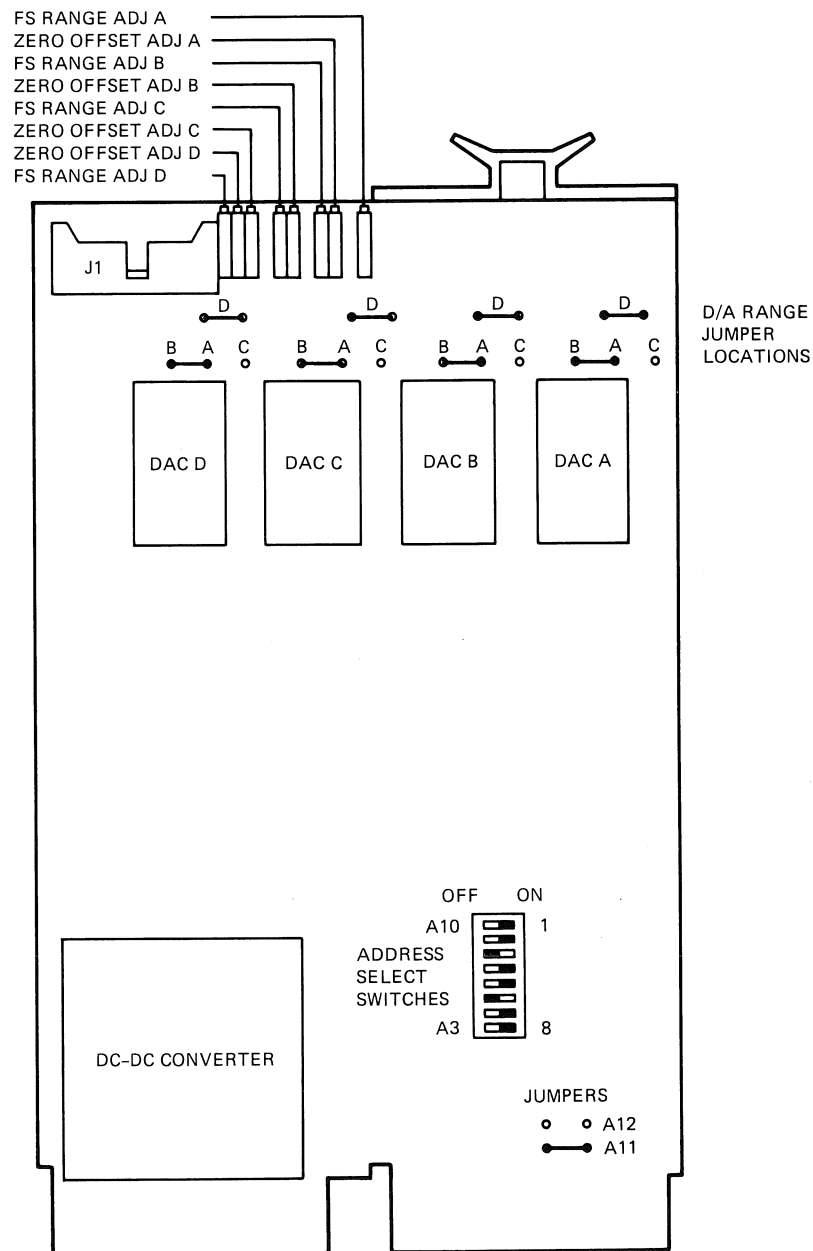 FS RANGE ADJ A
ZERO OFFSET ADJ A
FS RANGE ADJ B
ZERO OFFSET ADJ B
FS RANGE ADJ C
ZERO OFFSET ADJ C
ZERO OFFSET ADJ D
FS RANGE ADJ D
J1
D D D D
B A C B A C B A C B A C
D/A RANGE
JUMPER
LOCATIONS
DAC D DAC C DAC B DAC A
OFF ON
A10 1
ADDRESS
SELECT
SWITCHES
A3 8
DC-DC CONVERTER
JUMPERS
A12
A11